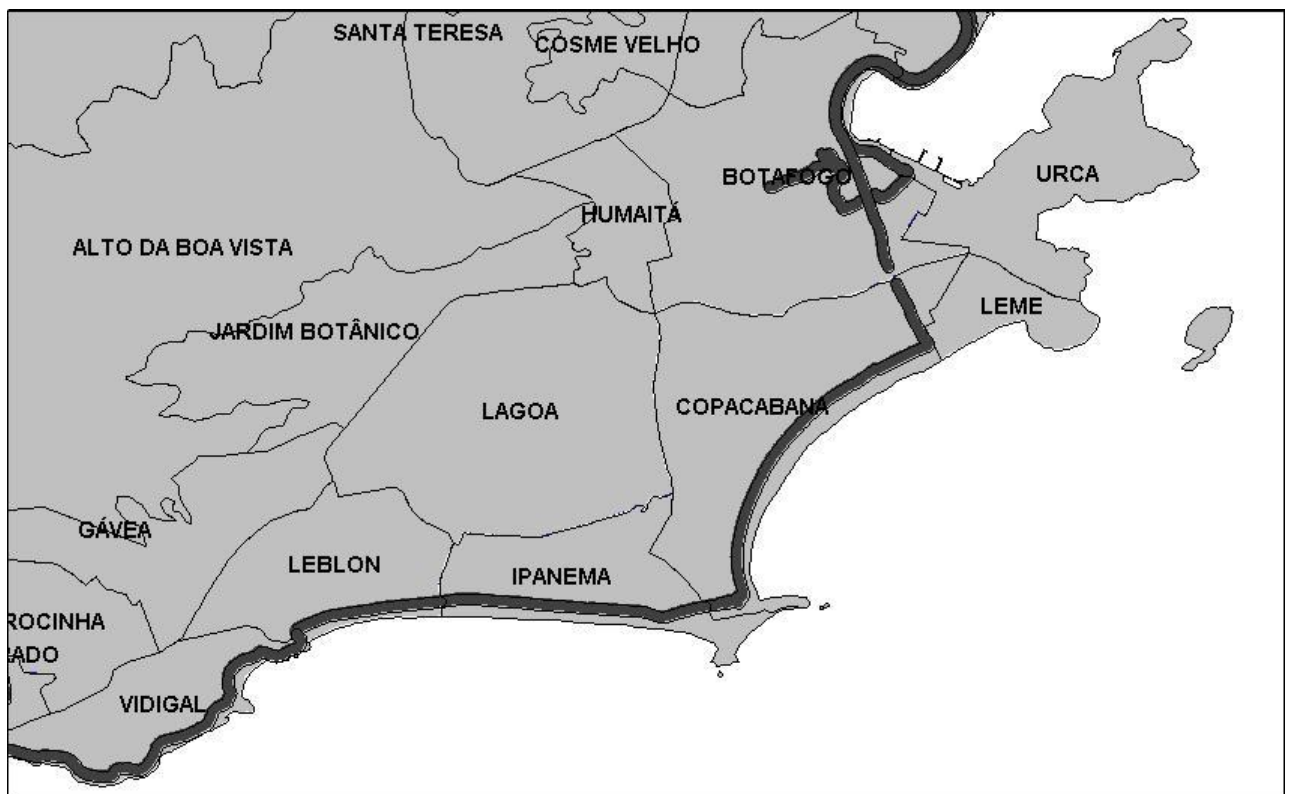 SANTA TERESA
COSME VELHO
BOTAFOGO
URCA
HUMAITÁ
ALTO DA BOA VISTA
LEME
JARDIM BOTÂNICO
COPACABANA
LAGOA
GÁVEA
LEBLON
IPANEMA
ROCINHA
VIDIGAL